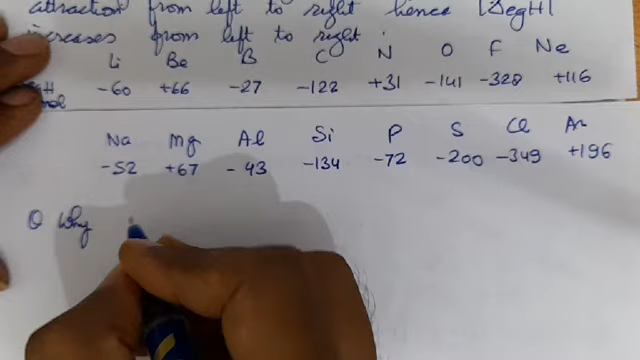 attraction from left to right hence |ΔegH|
increases from left to right
Li Be B C N O F Ne
-60 +66 -27 -122 +31 -141 -328 +116
Na Mg Al Si P S Cl Ar
-52 +67 -43 -134 -72 -200 -349 +196
Q Why